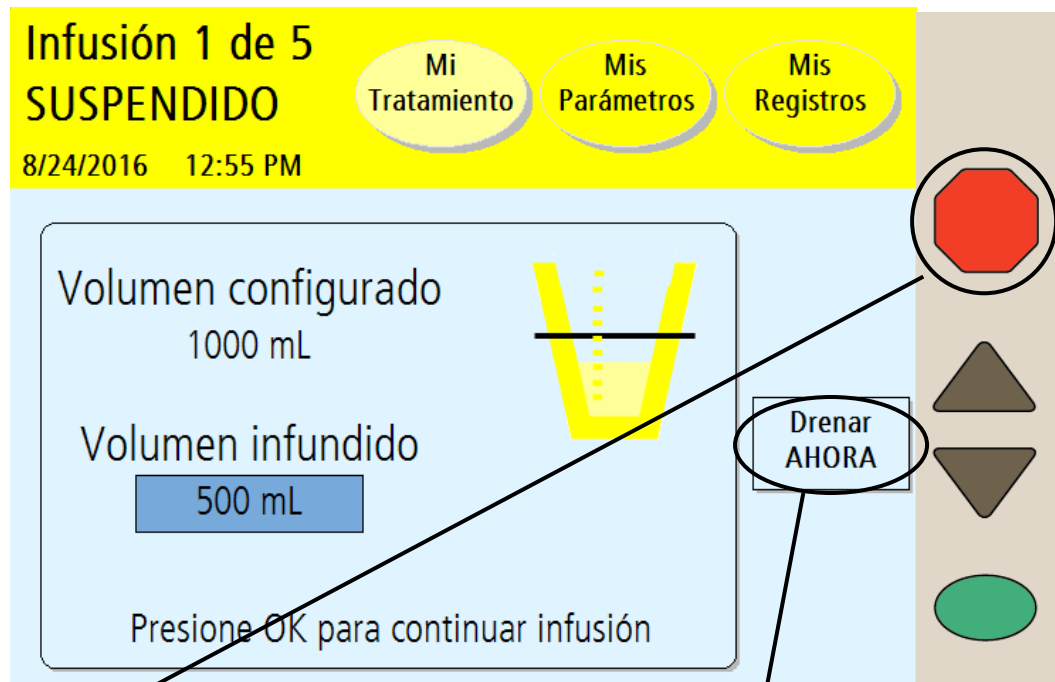 Infusión 1 de 5
SUSPENDIDO
8/24/2016 12:55 PM
Mi
Tratamiento
Mis
Parámetros
Mis
Registros
Volumen configurado
1000 mL
Volumen infundido
500 mL
Presione OK para continuar infusión
Drenar
AHORA